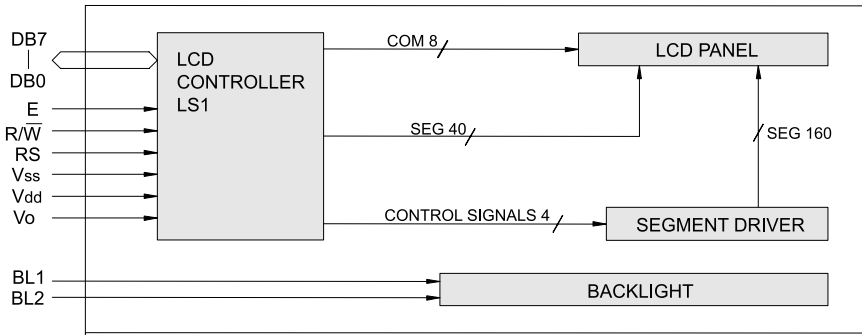 DB7
DB0
E
R/W̅
RS
Vss
Vdd
Vo
BL1
BL2
LCD
CONTROLLER
LS1
COM 8
SEG 40
CONTROL SIGNALS 4
LCD PANEL
SEG 160
SEGMENT DRIVER
BACKLIGHT